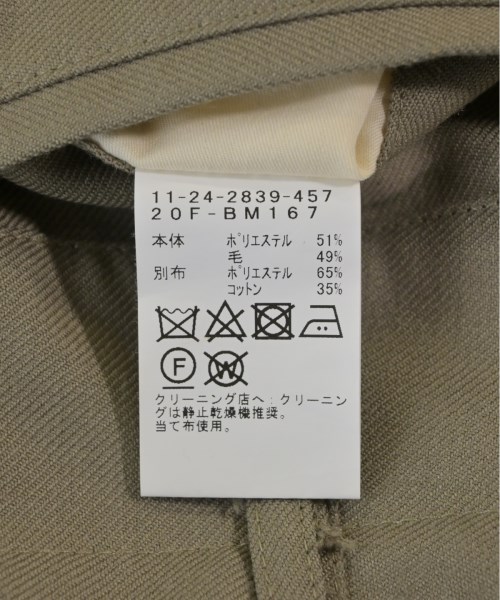 11-24-2839-457
20F-BM167
本体 ポリエステル 51%
毛 49%
別布 ポリエステル 65%
コットン 35%
F W
クリーニング店へ:クリーニン
グは静止乾燥機推奨。
当て布使用。